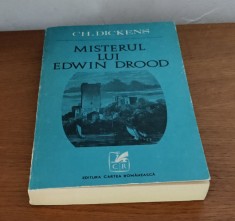 CH. DICKENS
MISTERUL
LUI
EDWIN DROOD
EDITURA CARTEA ROMÂNEASCĂ